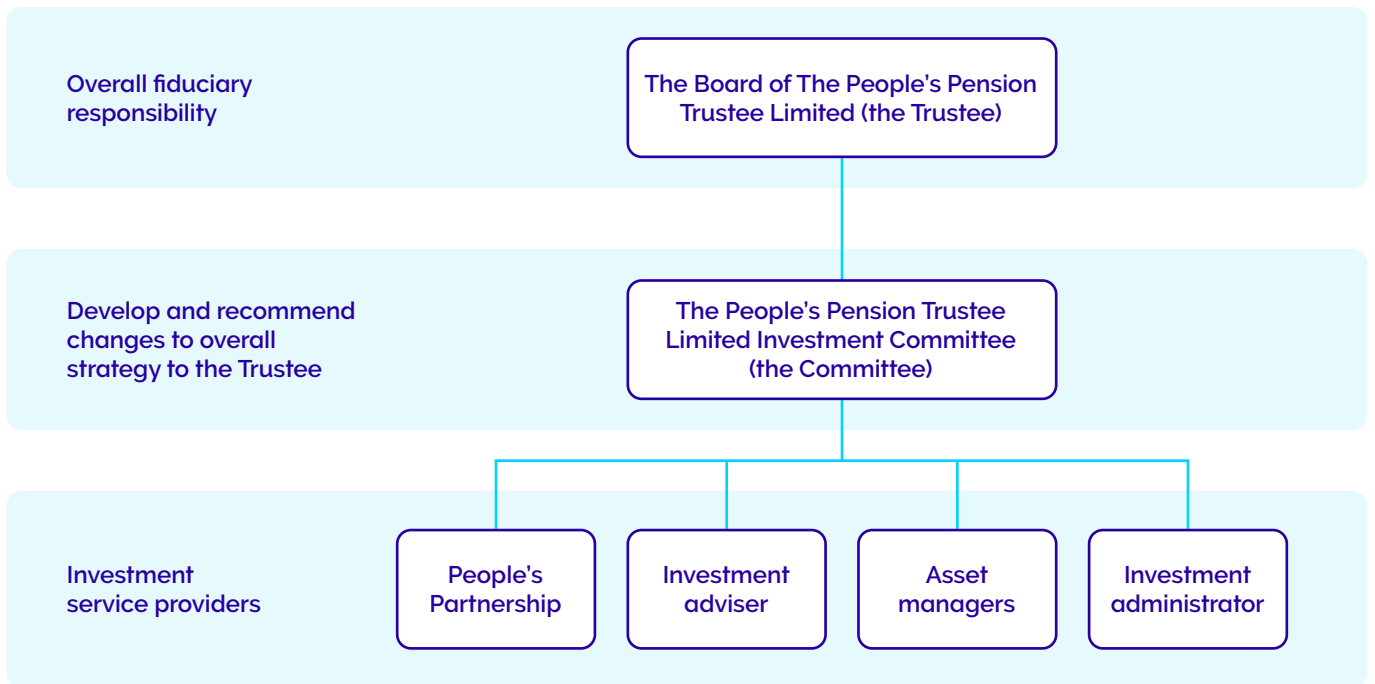 Overall fiduciary
responsibility
The Board of The People’s Pension
Trustee Limited (the Trustee)
Develop and recommend
changes to overall
strategy to the Trustee
The People’s Pension Trustee
Limited Investment Committee
(the Committee)
Investment
service providers
People’s
Partnership
Investment
adviser
Asset
managers
Investment
administrator